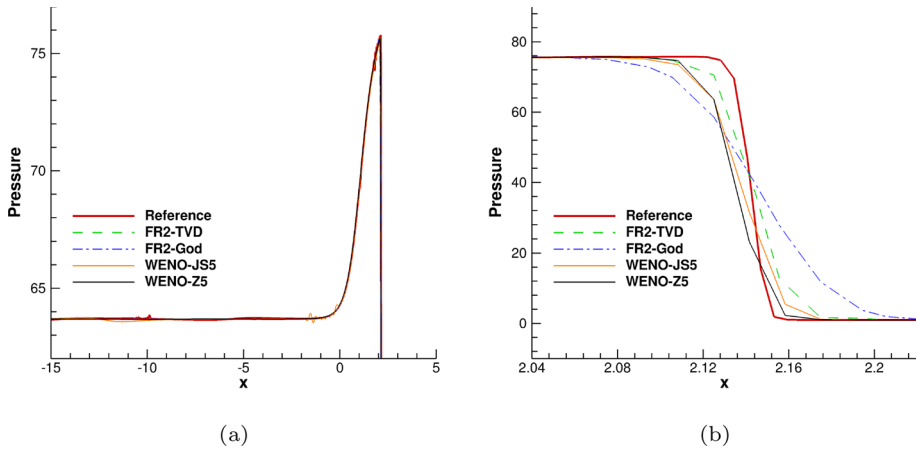 75
70
65
Pressure
Reference
FR2-TVD
FR2-God
WENO-JS5
WENO-Z5
-15 -10 -5 0 5
x
(a)
80
60
40
20
0
Pressure
Reference
FR2-TVD
FR2-God
WENO-JS5
WENO-Z5
2.04 2.08 2.12 2.16 2.2
x
(b)